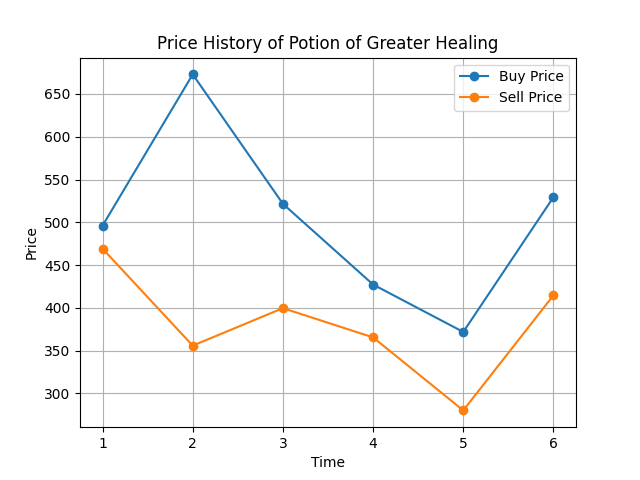 Price History of Potion of Greater Healing
Buy Price
Sell Price
650
600
550
500
450
400
350
300
Price
1 2 3 4 5 6
Time